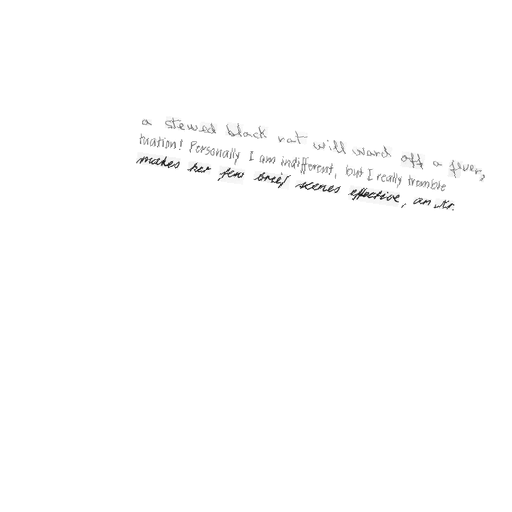 a stewed black rat will ward off a fever,
tuation! Personally I am indifferent, but I really tremble
makes her few brief scenes effective, an Mr.